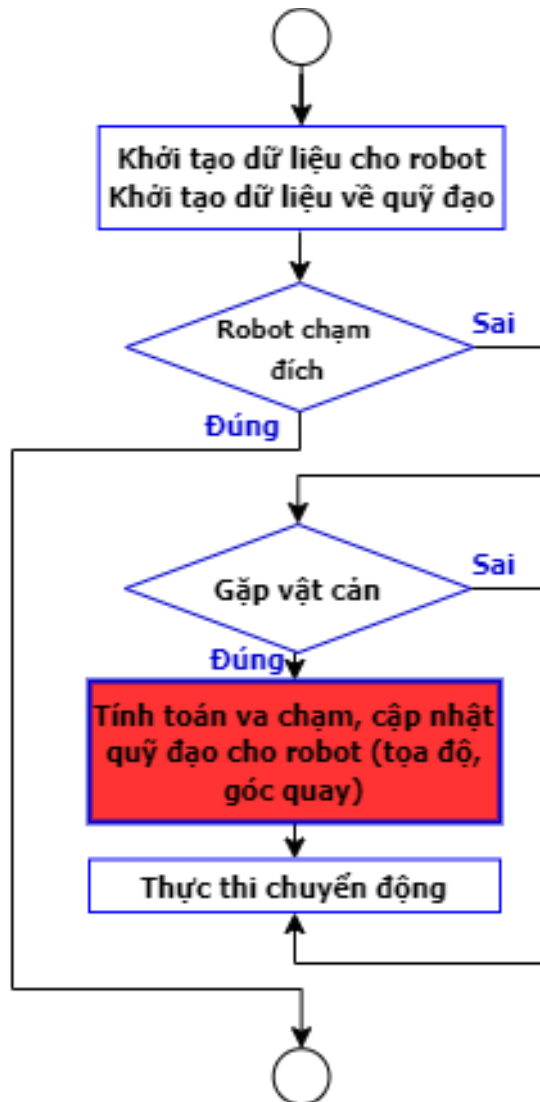 Khởi tạo dữ liệu cho robot
Khởi tạo dữ liệu về quỹ đạo
Robot chạm
đích
Sai
Đúng
Gặp vật cản
Sai
Đúng
Tính toán va chạm, cập nhật
quỹ đạo cho robot (tọa độ,
góc quay)
Thực thi chuyển động